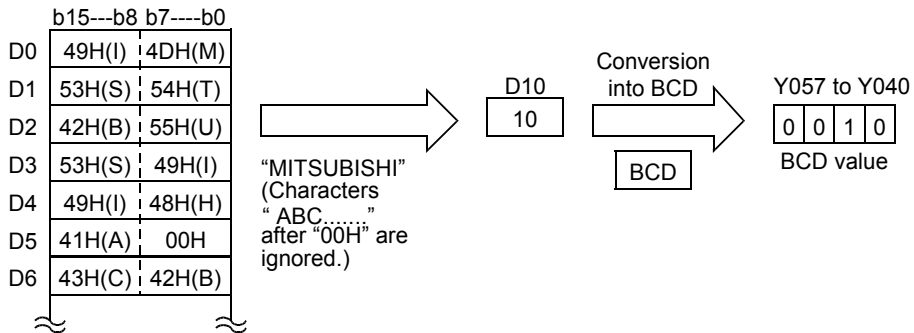 b15---b8 b7----b0
D0 49H(I) 4DH(M)
D1 53H(S) 54H(T)
D2 42H(B) 55H(U)
D3 53H(S) 49H(I)
D4 49H(I) 48H(H)
D5 41H(A) 00H
D6 43H(C) 42H(B)
“MITSUBISHI”
(Characters
“ ABC.......”
after “00H” are
ignored.)
D10
10
Conversion
into BCD
BCD
Y057 to Y040
0 0 1 0
BCD value